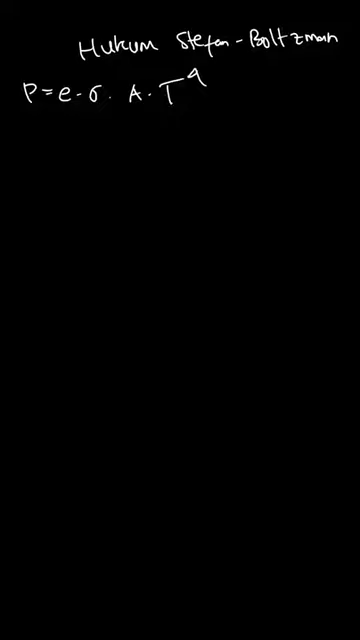 Hukum Stefan-Boltzman
P = e . σ . A . T⁴